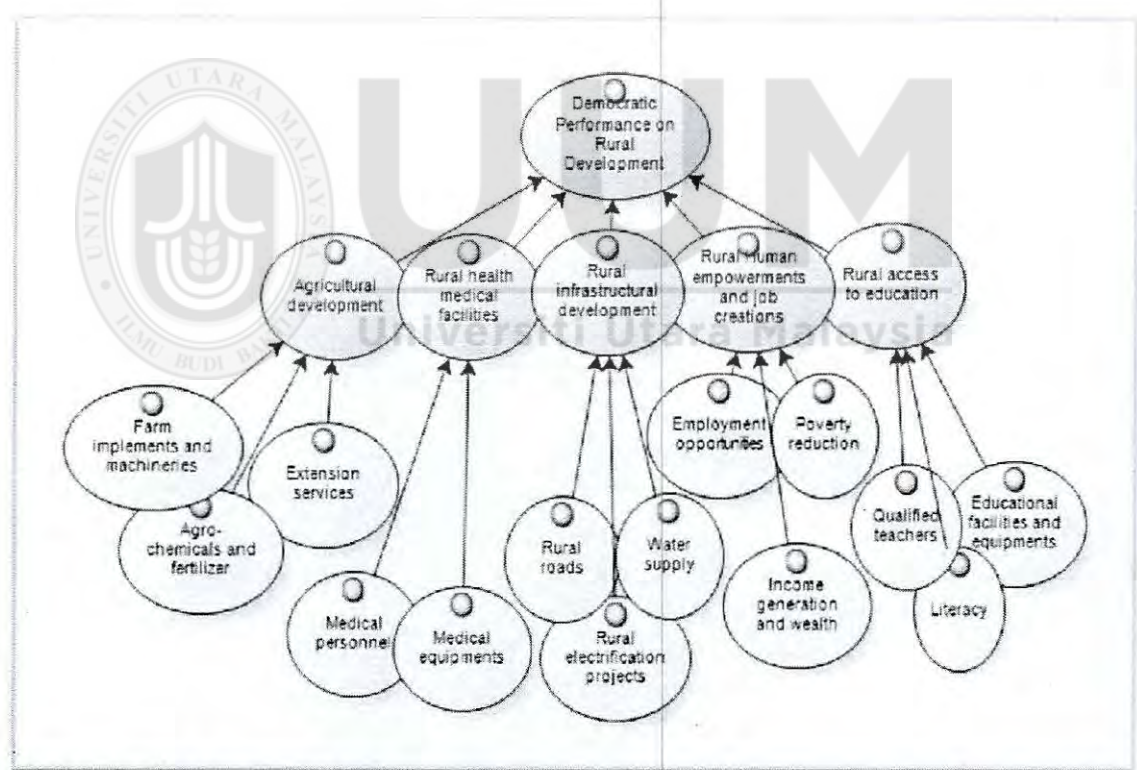 UNIVERSITI UTARA MALAYSIA
ILMU BUDI
UUM
Universiti Utara Malaysia
Democratic
Performance on
Rural
Development
Agricultural
development
Rural health
medical
facilities
Rural
infrastructural
development
Rural Human
empowerments
and job
creations
Rural access
to education
Farm
implements and
machineries
Agro-
chemicals and
fertilizer
Extension
services
Medical
personnel
Medical
equipments
Rural
roads
Water
supply
Rural
electrification
projects
Employment
opportunities
Poverty
reduction
Income
generation
and wealth
Qualified
teachers
Literacy
Educational
facilities and
equipments